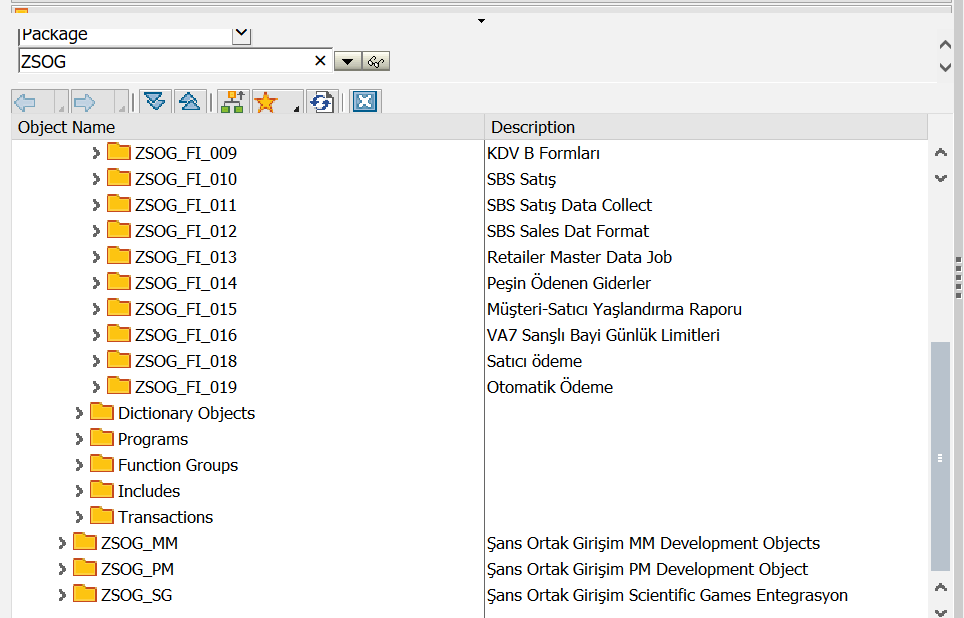 Package
ZSOG
Object Name Description
ZSOG_FI_009 KDV B Formları
ZSOG_FI_010 SBS Satış
ZSOG_FI_011 SBS Satış Data Collect
ZSOG_FI_012 SBS Sales Dat Format
ZSOG_FI_013 Retailer Master Data Job
ZSOG_FI_014 Peşin Ödenen Giderler
ZSOG_FI_015 Müşteri-Satıcı Yaşlandırma Raporu
ZSOG_FI_016 VA7 Sanşlı Bayi Günlük Limitleri
ZSOG_FI_018 Satıcı ödeme
ZSOG_FI_019 Otomatik Ödeme
Dictionary Objects
Programs
Function Groups
Includes
Transactions
ZSOG_MM Şans Ortak Girişim MM Development Objects
ZSOG_PM Şans Ortak Girişim PM Development Object
ZSOG_SG Şans Ortak Girişim Scientific Games Entegrasyon